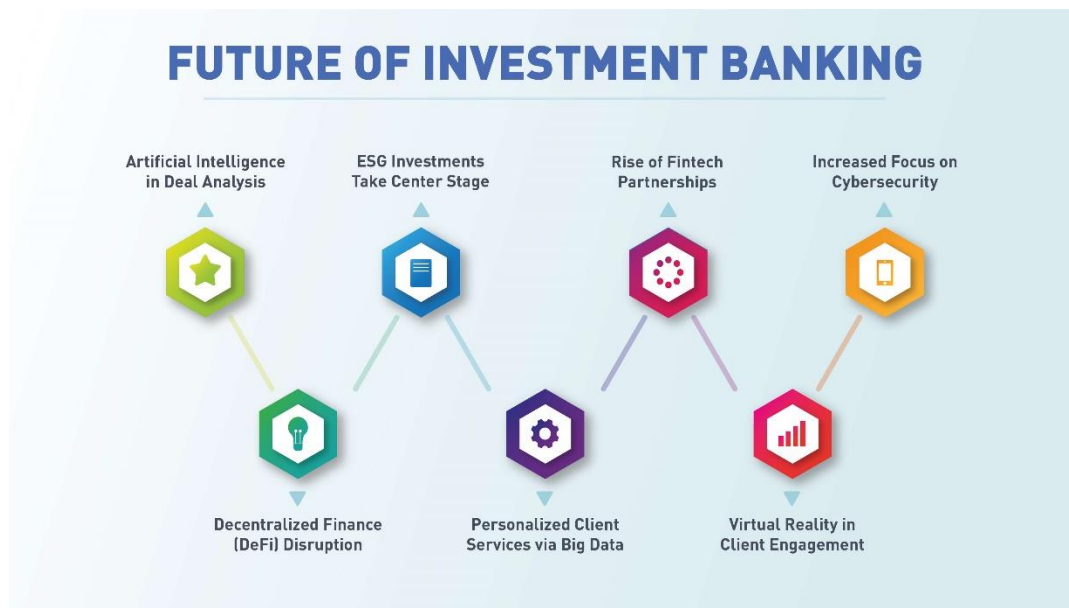 FUTURE OF INVESTMENT BANKING
Artificial Intelligence
in Deal Analysis
ESG Investments
Take Center Stage
Rise of Fintech
Partnerships
Increased Focus on
Cybersecurity
Decentralized Finance
(DeFi) Disruption
Personalized Client
Services via Big Data
Virtual Reality in
Client Engagement